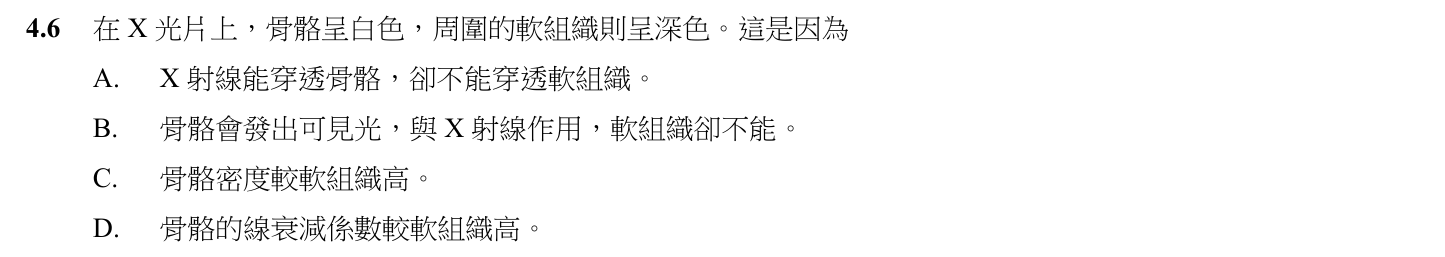 4.6 在 X 光片上，骨骼呈白色，周圍的軟組織則呈深色。這是因為
A. X 射線能穿透骨骼，卻不能穿透軟組織。
B. 骨骼會發出可見光，與 X 射線作用，軟組織卻不能。
C. 骨骼密度較軟組織高。
D. 骨骼的線衰減係數較軟組織高。